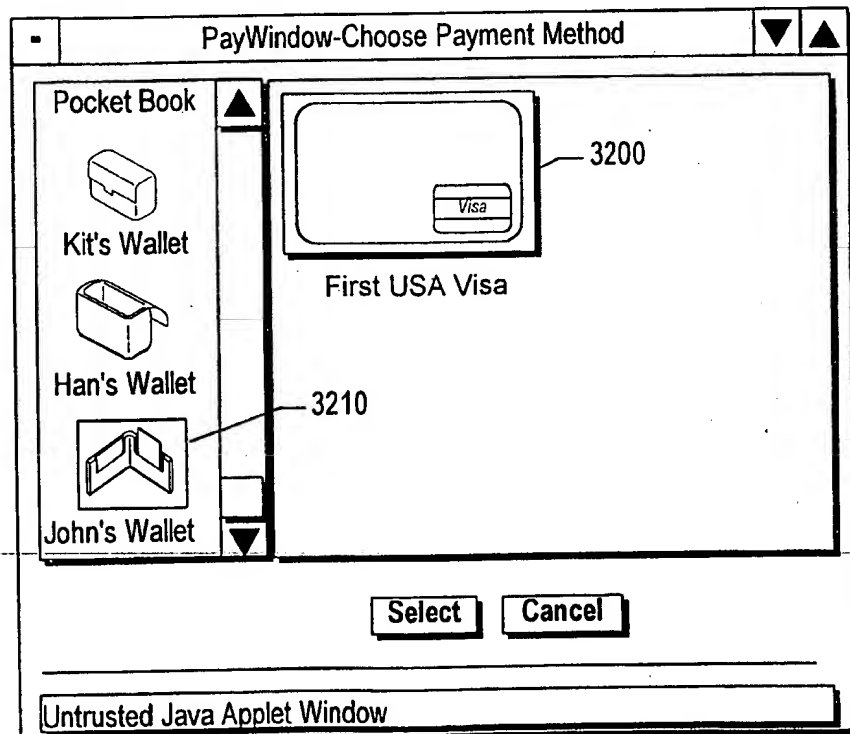 PayWindow-Choose Payment Method
Pocket Book
Kit's Wallet
Han's Wallet
3210
John's Wallet
Visa
3200
First USA Visa
Select
Cancel
Untrusted Java Applet Window